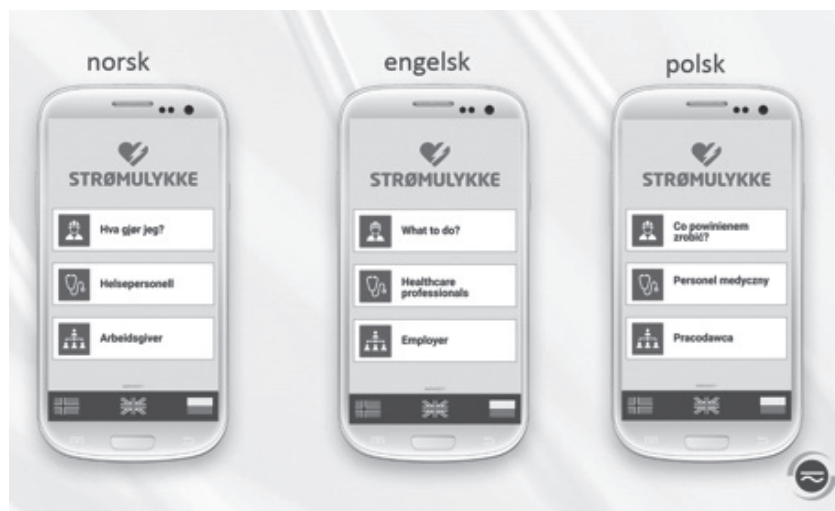 norsk
STRØMULYKKE
Hva gjør jeg?
Helsepersonell
Arbeidsgiver
engelsk
STRØMULYKKE
What to do?
Healthcare
professionals
Employer
polsk
STRØMULYKKE
Co powinienem
zrobić?
Personel medyczny
Pracodawca